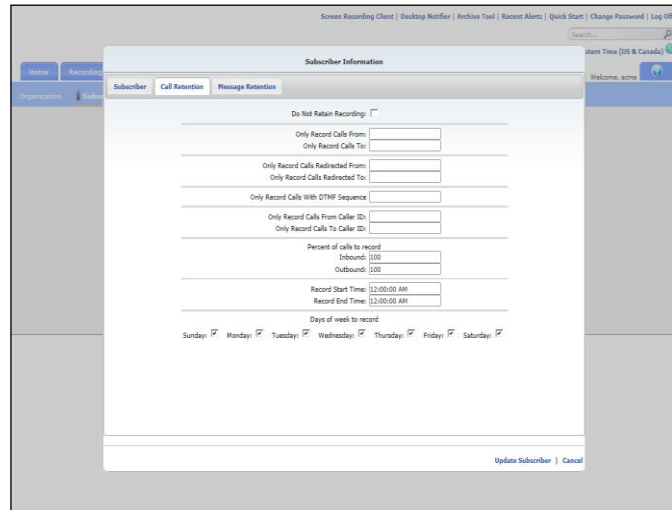 Screen Recording Client | Desktop Notifier | Archive Tool | Recent Alerts | Quick Start | Change Password | Log Off
Search...
stern Time (US & Canada)
Home Recording
Welcome, acme
Organization Subsc
Subscriber Information
Subscriber Call Retention Message Retention
Do Not Retain Recording:
Only Record Calls From:
Only Record Calls To:
Only Record Calls Redirected From:
Only Record Calls Redirected To:
Only Record Calls With DTMF Sequence
Only Record Calls From Caller ID:
Only Record Calls To Caller ID:
Percent of calls to record
Inbound: 100
Outbound: 100
Record Start Time: 12:00:00 AM
Record End Time: 12:00:00 AM
Days of week to record
Sunday: Monday: Tuesday: Wednesday: Thursday: Friday: Saturday:
Update Subscriber | Cancel